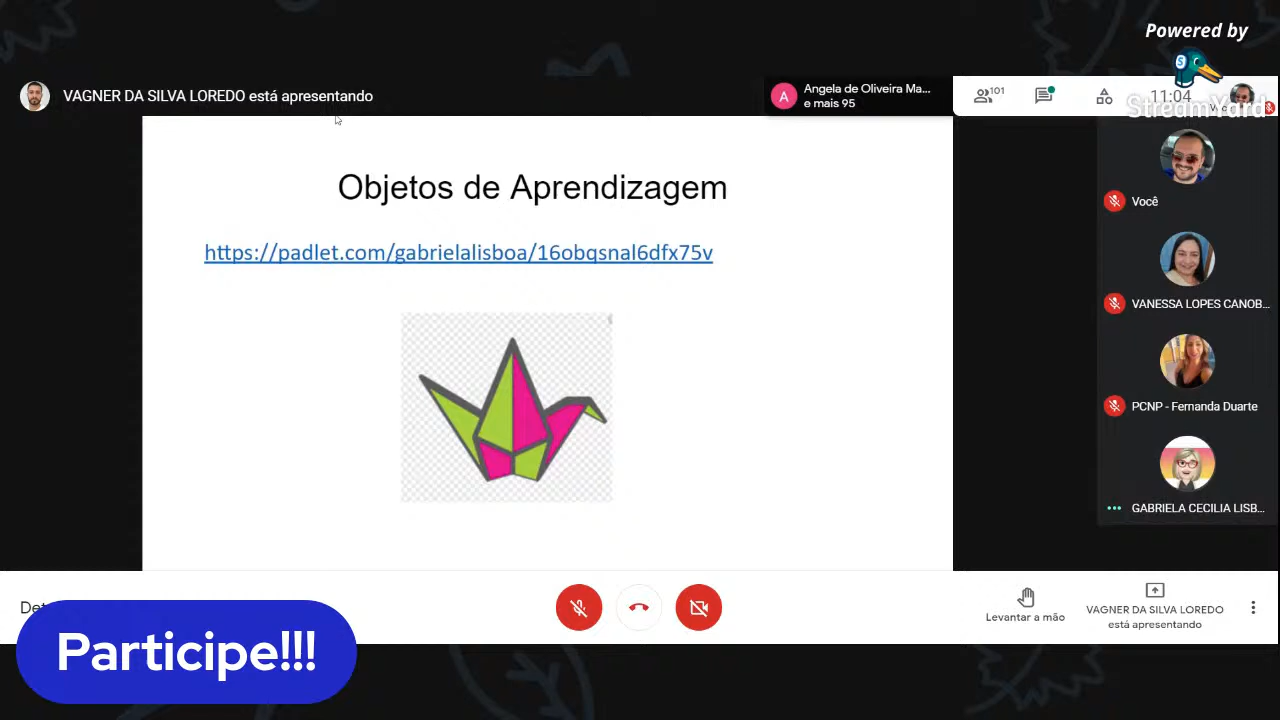 Powered by
StreamYard
VAGNER DA SILVA LOREDO está apresentando
Angela de Oliveira Ma...
e mais 95
101
11:04
Objetos de Aprendizagem
https://padlet.com/gabrielalisboa/16obqsnal6dfx75v
Você
VANESSA LOPES CANOB...
PCNP - Fernanda Duarte
GABRIELA CECILIA LISB...
Levantar a mão
VAGNER DA SILVA LOREDO
está apresentando
Participe!!!